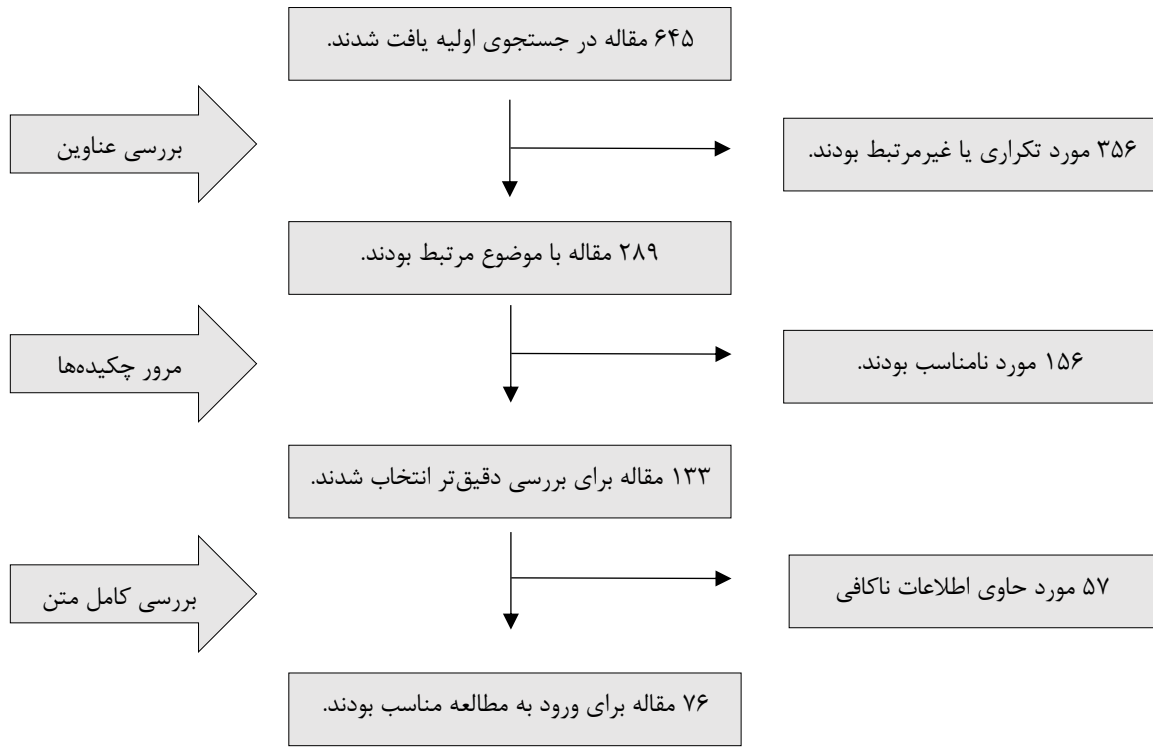 ۶۴۵ مقاله در جستجوی اولیه یافت شدند.
بررسی عناوین
۳۵۶ مورد تکراری یا غیرمرتبط بودند.
۲۸۹ مقاله با موضوع مرتبط بودند.
مرور چکیده‌ها
۱۵۶ مورد نامناسب بودند.
۱۳۳ مقاله برای بررسی دقیق‌تر انتخاب شدند.
بررسی کامل متن
۵۷ مورد حاوی اطلاعات ناکافی
۷۶ مقاله برای ورود به مطالعه مناسب بودند.